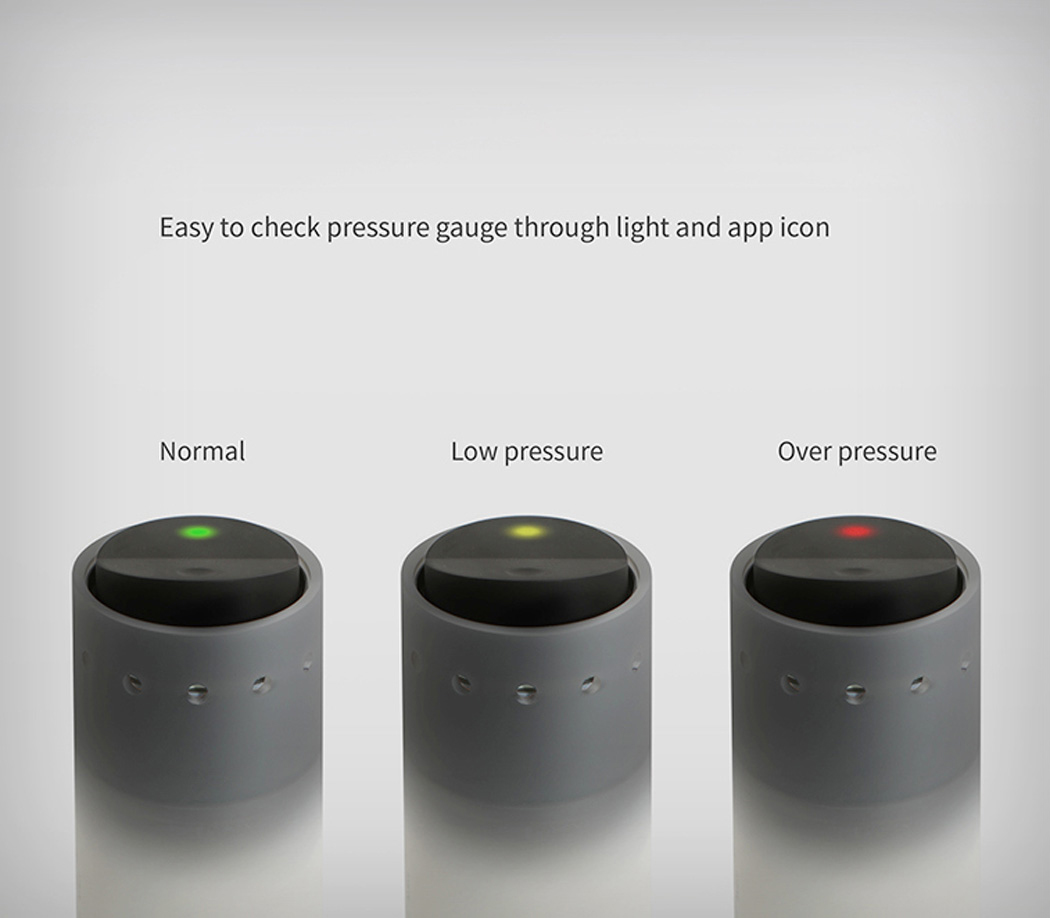 Easy to check pressure gauge through light and app icon
Normal
Low pressure
Over pressure